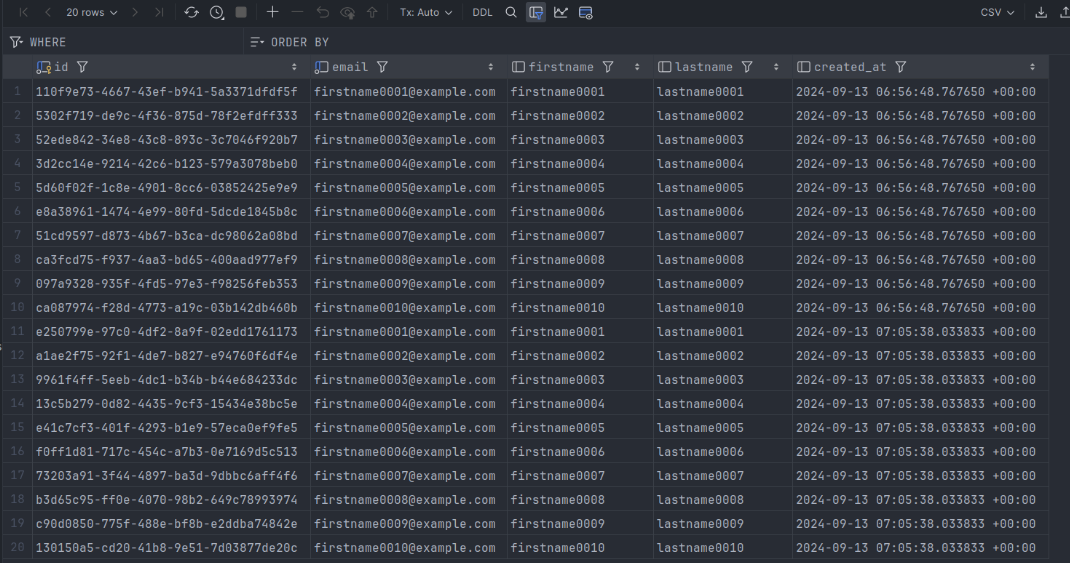 20 rows Tx: Auto DDL CSV
WHERE ORDER BY
id email firstname lastname created_at
1 110f9e73-4667-43ef-b941-5a3371dfdf5f firstname0001@example.com firstname0001 lastname0001 2024-09-13 06:56:48.767650 +00:00
2 5302f719-de9c-4f36-875d-78f2efdff333 firstname0002@example.com firstname0002 lastname0002 2024-09-13 06:56:48.767650 +00:00
3 52ede842-34e8-43c8-893c-3c7046f920b7 firstname0003@example.com firstname0003 lastname0003 2024-09-13 06:56:48.767650 +00:00
4 3d2cc14e-9214-42c6-b123-579a3078beb0 firstname0004@example.com firstname0004 lastname0004 2024-09-13 06:56:48.767650 +00:00
5 5d60f02f-1c8e-4901-8cc6-03852425e9e9 firstname0005@example.com firstname0005 lastname0005 2024-09-13 06:56:48.767650 +00:00
6 e8a38961-1474-4e99-80fd-5dcde1845b8c firstname0006@example.com firstname0006 lastname0006 2024-09-13 06:56:48.767650 +00:00
7 51cd9597-d873-4b67-b3ca-dc98062a08bd firstname0007@example.com firstname0007 lastname0007 2024-09-13 06:56:48.767650 +00:00
8 ca3fcd75-f937-4aa3-bd65-400aad977ef9 firstname0008@example.com firstname0008 lastname0008 2024-09-13 06:56:48.767650 +00:00
9 097a9328-935f-4fd5-97e3-f98256feb353 firstname0009@example.com firstname0009 lastname0009 2024-09-13 06:56:48.767650 +00:00
10 ca087974-f28d-4773-a19c-03b142db460b firstname0010@example.com firstname0010 lastname0010 2024-09-13 06:56:48.767650 +00:00
11 e250799e-97c0-4df2-8a9f-02edd1761173 firstname0001@example.com firstname0001 lastname0001 2024-09-13 07:05:38.033833 +00:00
12 a1ae2f75-92f1-4de7-b827-e94760f6df4e firstname0002@example.com firstname0002 lastname0002 2024-09-13 07:05:38.033833 +00:00
13 9961f4ff-5eeb-4dc1-b34b-b44e684233dc firstname0003@example.com firstname0003 lastname0003 2024-09-13 07:05:38.033833 +00:00
14 13c5b279-0d82-4435-9cf3-15434e38bc5e firstname0004@example.com firstname0004 lastname0004 2024-09-13 07:05:38.033833 +00:00
15 e41c7cf3-401f-4293-b1e9-57eca0ef9fe5 firstname0005@example.com firstname0005 lastname0005 2024-09-13 07:05:38.033833 +00:00
16 f0ff1d81-717c-454c-a7b3-0e7169d5c513 firstname0006@example.com firstname0006 lastname0006 2024-09-13 07:05:38.033833 +00:00
17 73203a91-3f44-4897-ba3d-9dbbc6aff4f6 firstname0007@example.com firstname0007 lastname0007 2024-09-13 07:05:38.033833 +00:00
18 b3d65c95-ff0e-4070-98b2-649c78993974 firstname0008@example.com firstname0008 lastname0008 2024-09-13 07:05:38.033833 +00:00
19 c90d0850-775f-488e-bf8b-e2ddba74842e firstname0009@example.com firstname0009 lastname0009 2024-09-13 07:05:38.033833 +00:00
20 130150a5-cd20-41b8-9e51-7d03877de20c firstname0010@example.com firstname0010 lastname0010 2024-09-13 07:05:38.033833 +00:00